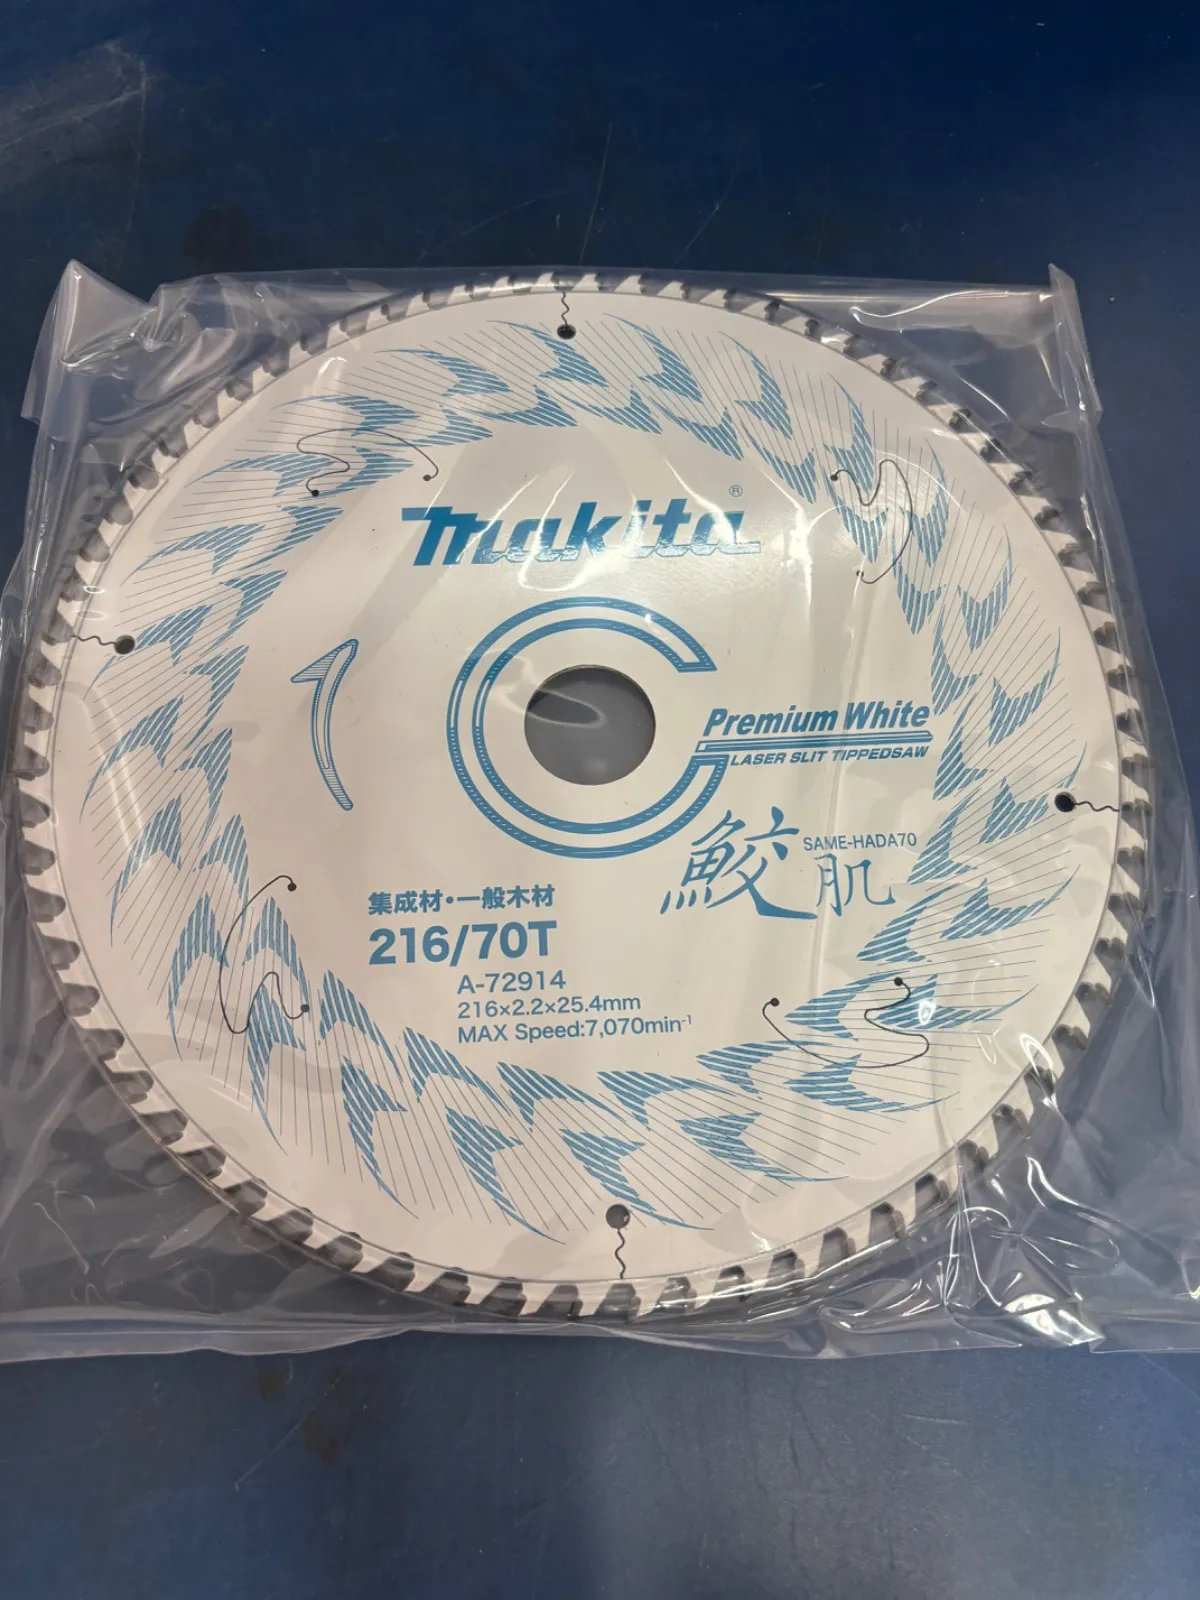 makita®
Premium White
LASER SLIT TIPPEDSAW
鮫肌
SAME-HADA70
集成材・一般木材
216/70T
A-72914
216×2.2×25.4mm
MAX Speed:7,070min⁻¹